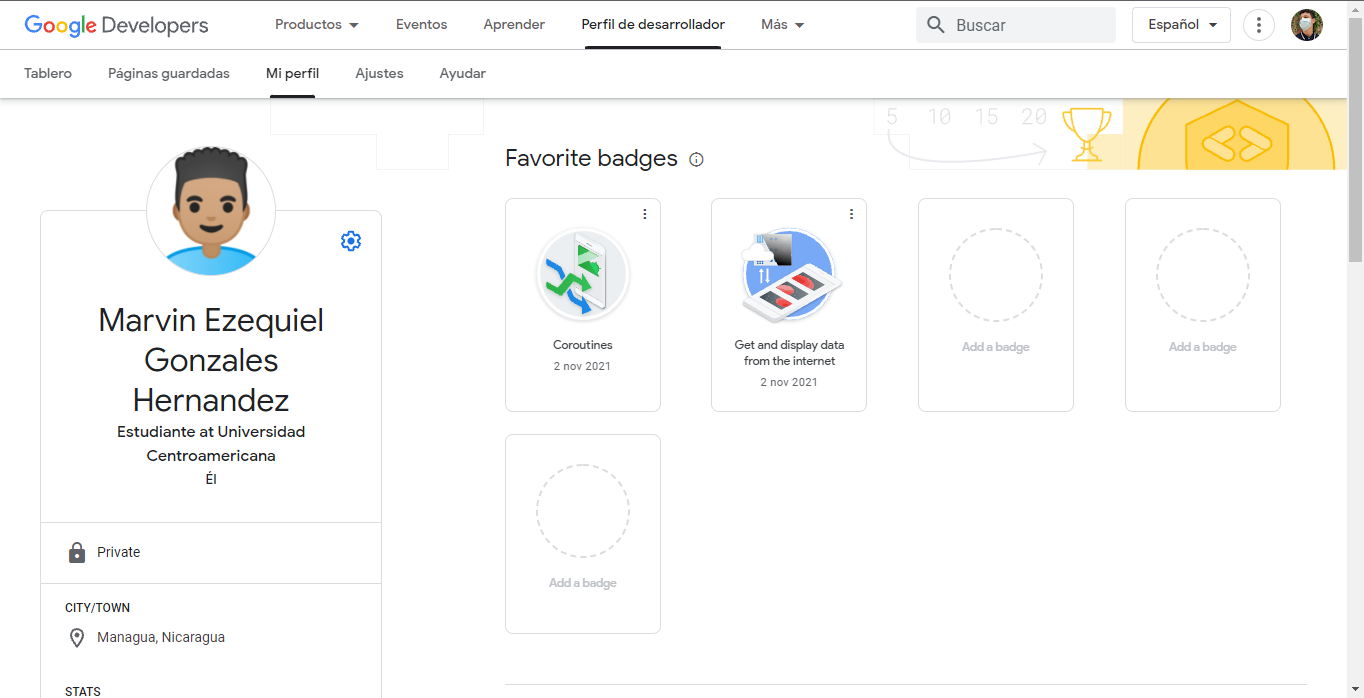 Google Developers
Productos
Eventos
Aprender
Perfil de desarrollador
Más
Buscar
Español
Tablero
Páginas guardadas
Mi perfil
Ajustes
Ayudar
5 10 15 20
Favorite badges
Marvin Ezequiel
Gonzales
Hernandez
Estudiante at Universidad
Centroamericana
Él
Private
CITY/TOWN
Managua, Nicaragua
STATS
Coroutines
2 nov 2021
Get and display data
from the internet
2 nov 2021
Add a badge
Add a badge
Add a badge